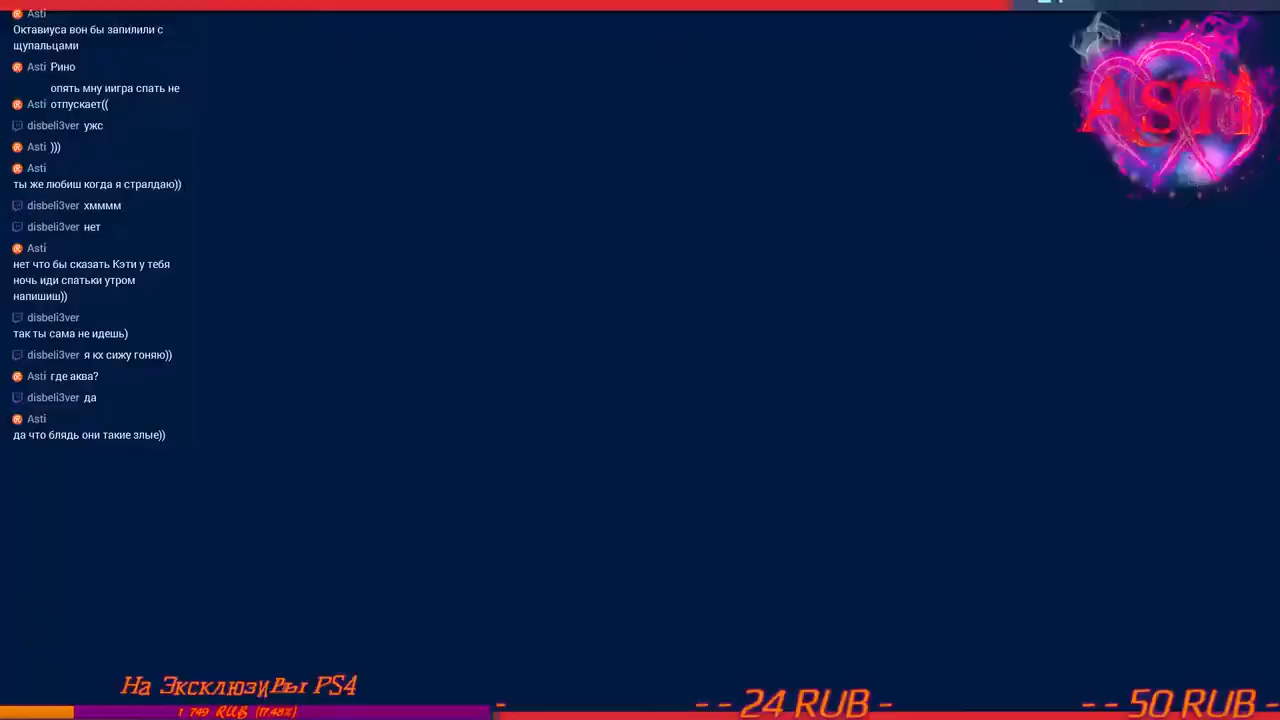 Asti
Октавиуса вон бы запилили с
щупальцами
Asti Рино
опять мну иигра спать не
Asti отпускает((
disbeli3ver ужс
Asti )))
Asti
ты же любиш когда я стралдаю))
disbeli3ver хмммм
disbeli3ver нет
Asti
нет что бы сказать Кэти у тебя
ночь иди спатьки утром
напишиш))
disbeli3ver
так ты сама не идешь)
disbeli3ver я кх сижу гоняю))
Asti где аква?
disbeli3ver да
Asti
да что блядь они такие злые))
ASTI
На Эксклюзивы PS4
1 749 RUB (17.48%)
-
- - 24 RUB -
- - 50 RUB -